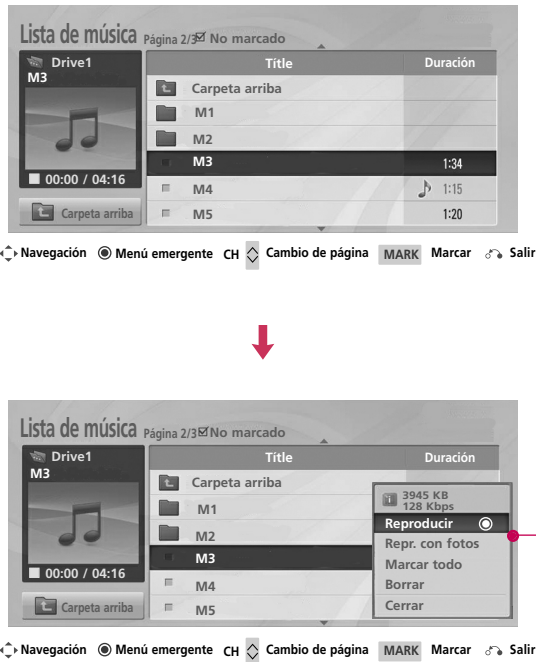 Lista de música Página 2/3 No marcado
Drive1
M3
00:00 / 04:16
Carpeta arriba
Title Duración
Carpeta arriba
M1
M2
M3 1:34
M4 1:15
M5 1:20
Navegación Menú emergente CH Cambio de página MARK Marcar Salir
Lista de música Página 2/3 No marcado
Drive1
M3
00:00 / 04:16
Carpeta arriba
Title Duración
Carpeta arriba
M1
M2
M3
M4
M5
3945 KB
128 Kbps
Reproducir
Repr. con fotos
Marcar todo
Borrar
Cerrar
Navegación Menú emergente CH Cambio de página MARK Marcar Salir